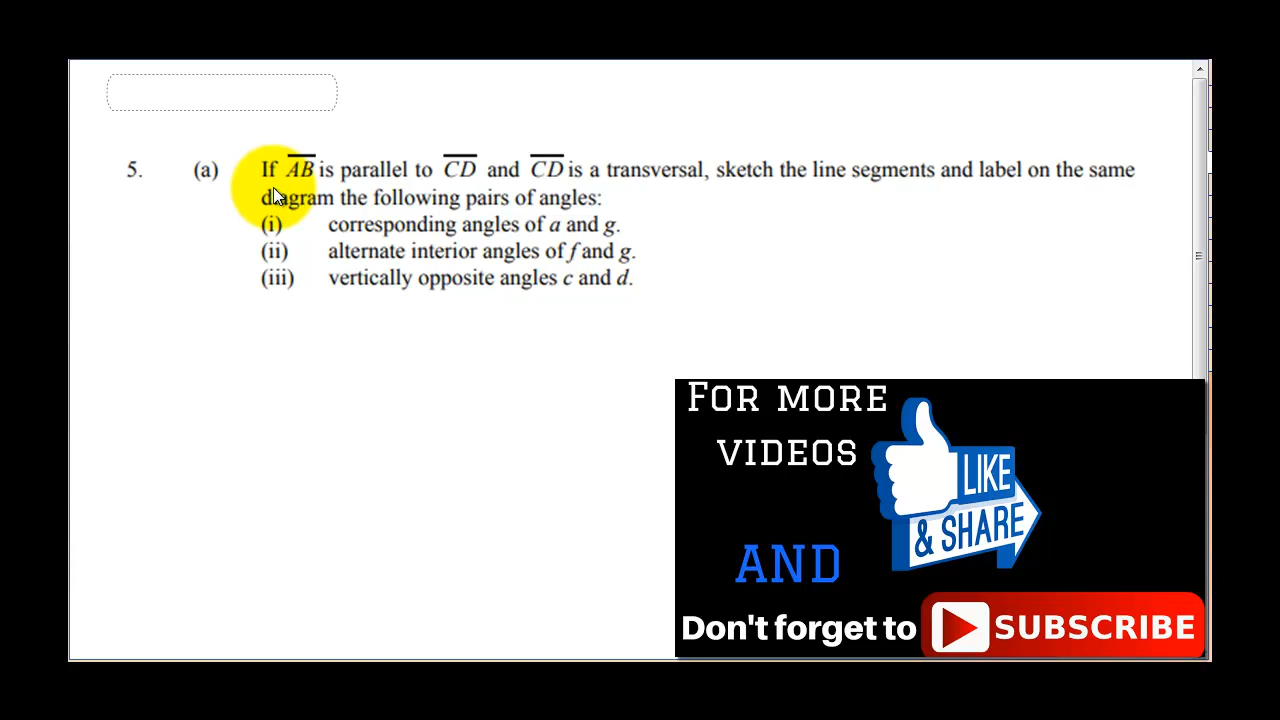 5. (a) If AB is parallel to CD and CD is a transversal, sketch the line segments and label on the same
diagram the following pairs of angles:
(i) corresponding angles of a and g.
(ii) alternate interior angles of f and g.
(iii) vertically opposite angles c and d.
FOR MORE
VIDEOS
LIKE
& SHARE
AND
Don't forget to SUBSCRIBE